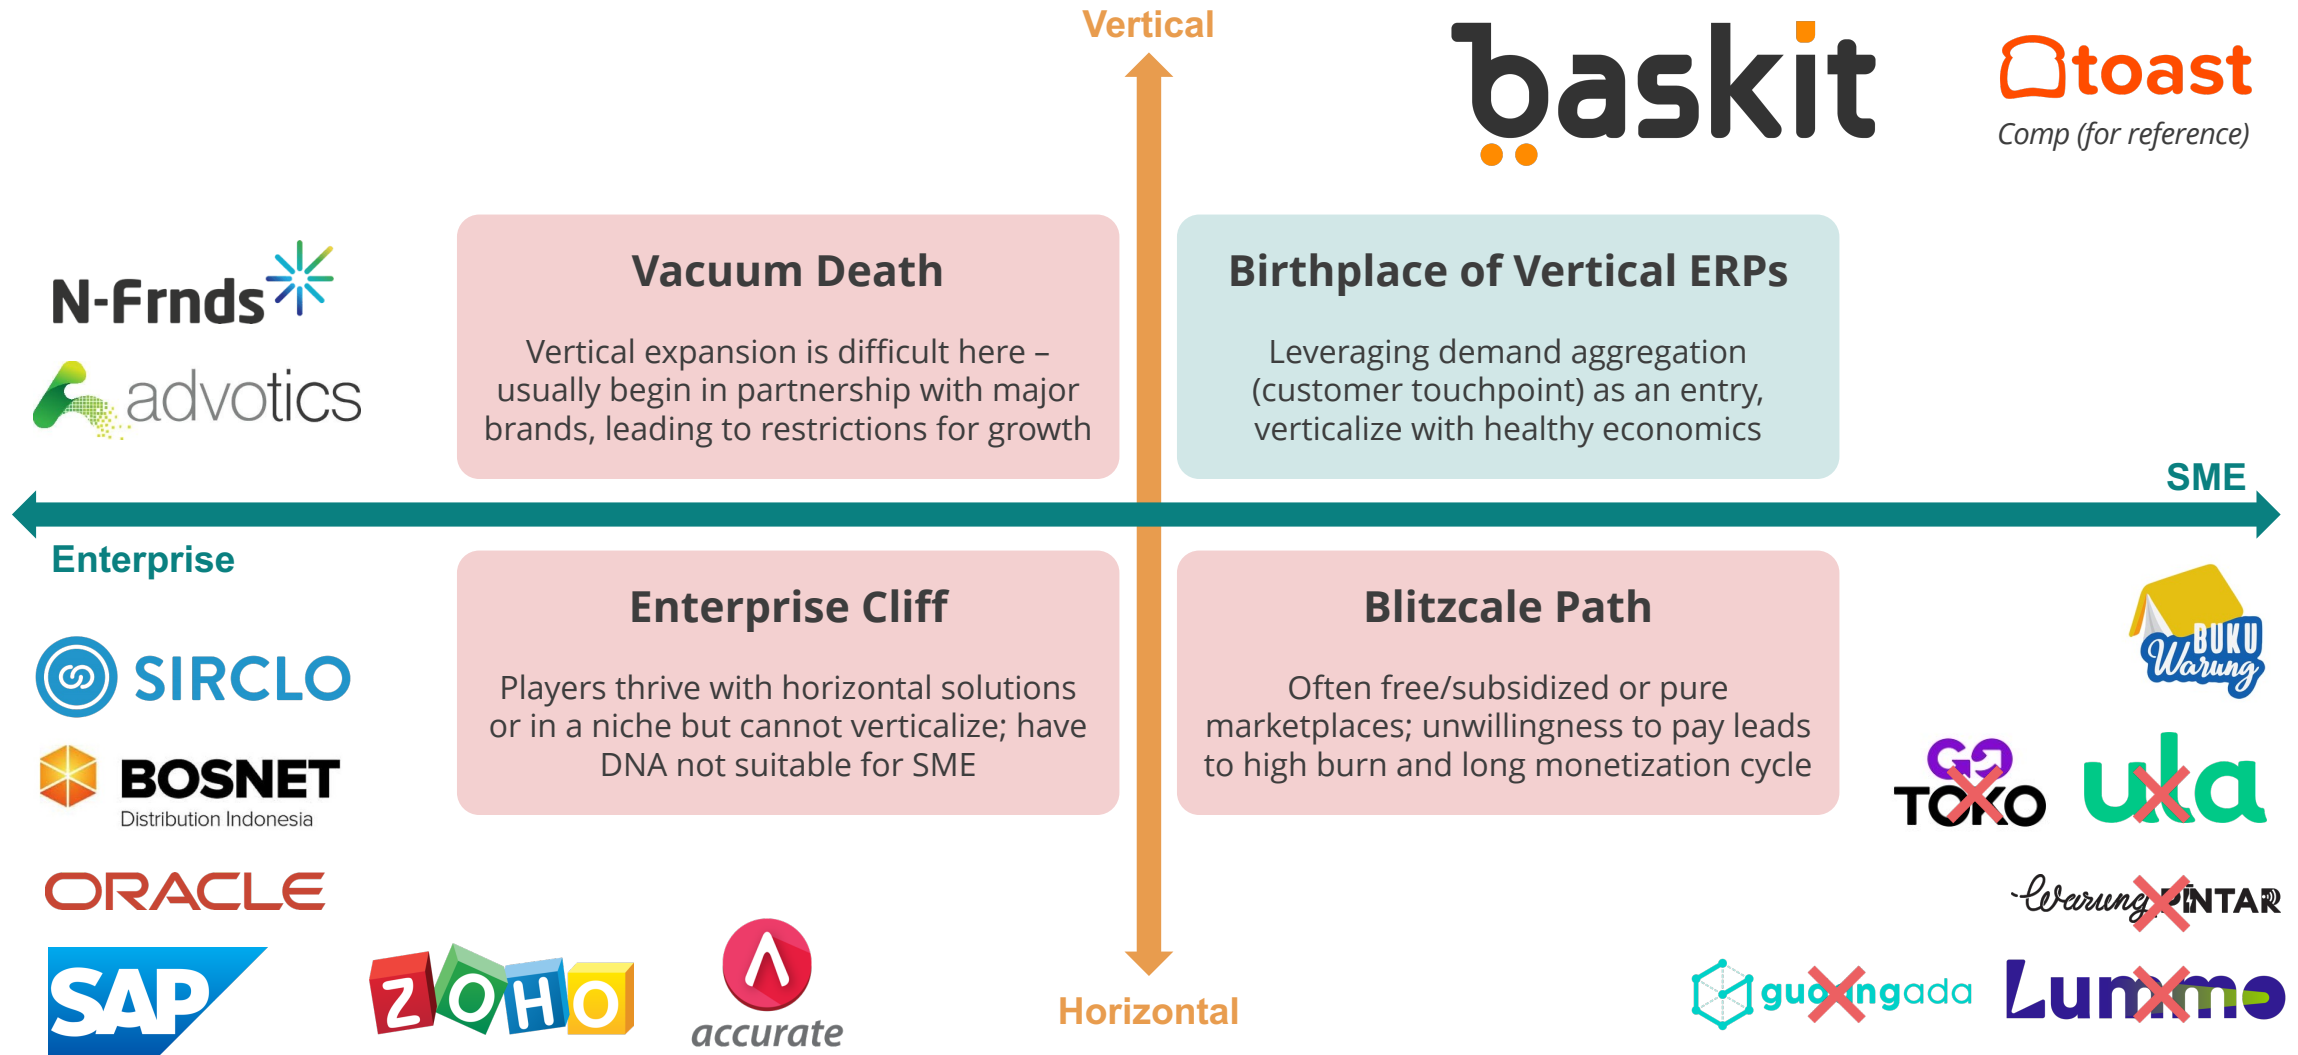 Vertical
baskit
toast
Comp (for reference)
N-Frnds
advotics
Vacuum Death
Vertical expansion is difficult here –
usually begin in partnership with major
brands, leading to restrictions for growth
Birthplace of Vertical ERPs
Leveraging demand aggregation
(customer touchpoint) as an entry,
verticalize with healthy economics
SME
Enterprise
Enterprise Cliff
Players thrive with horizontal solutions
or in a niche but cannot verticalize; have
DNA not suitable for SME
Blitzcale Path
Often free/subsidized or pure
marketplaces; unwillingness to pay leads
to high burn and long monetization cycle
SIRCLO
BOSNET
Distribution Indonesia
ORACLE
SAP
ZOHO
accurate
Horizontal
BUKU
Warung
GO
TOKO
ula
Warung PINTAR
gudangada
Lummo